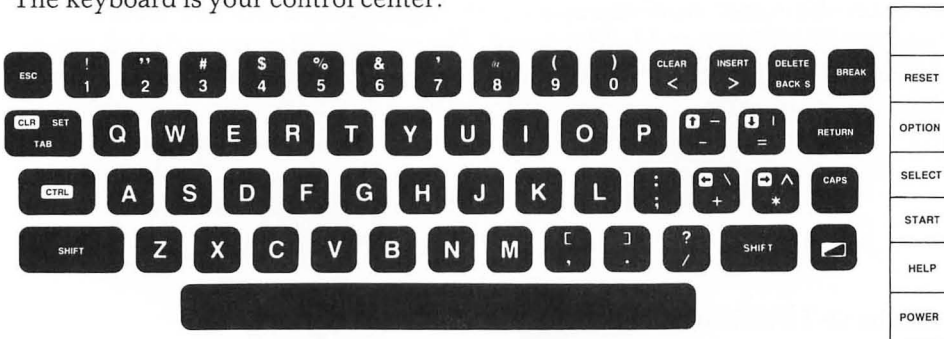 The keyboard is your control center.
ESC ! 1 " 2 # 3 $ 4 % 5 & 6 ' 7 @ 8 ( 9 ) 0 CLEAR < INSERT > DELETE BACK S BREAK
CLR SET TAB Q W E R T Y U I O P ↑ _ - ↓ | = RETURN
CTRL A S D F G H J K L : ; ← \ + → ^ * CAPS
SHIFT Z X C V B N M [ , ] . ? / SHIFT
RESET
OPTION
SELECT
START
HELP
POWER